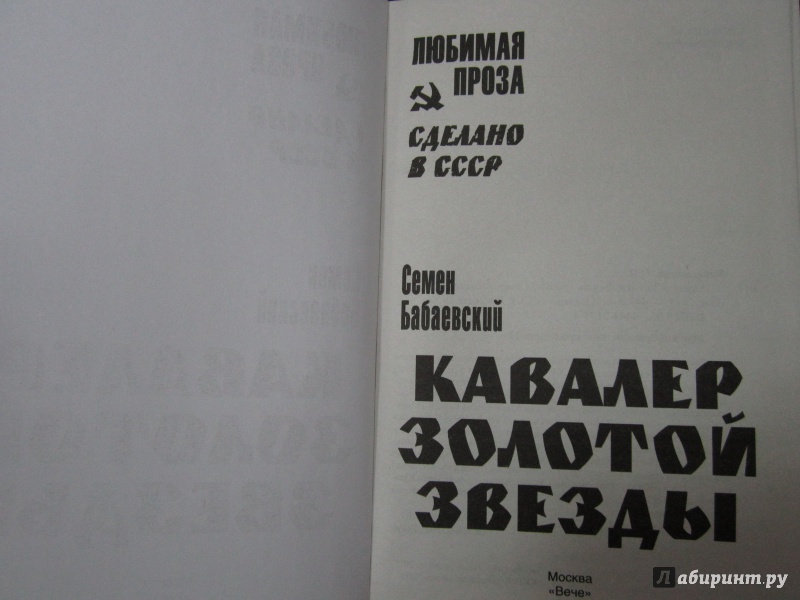 ЛЮБИМАЯ
ПРОЗА
СДЕЛАНО
В СССР
Семен
Бабаевский
КАВАЛЕР
ЗОЛОТОЙ
ЗВЕЗДЫ
Москва
«Вече»
Лабиринт.ру